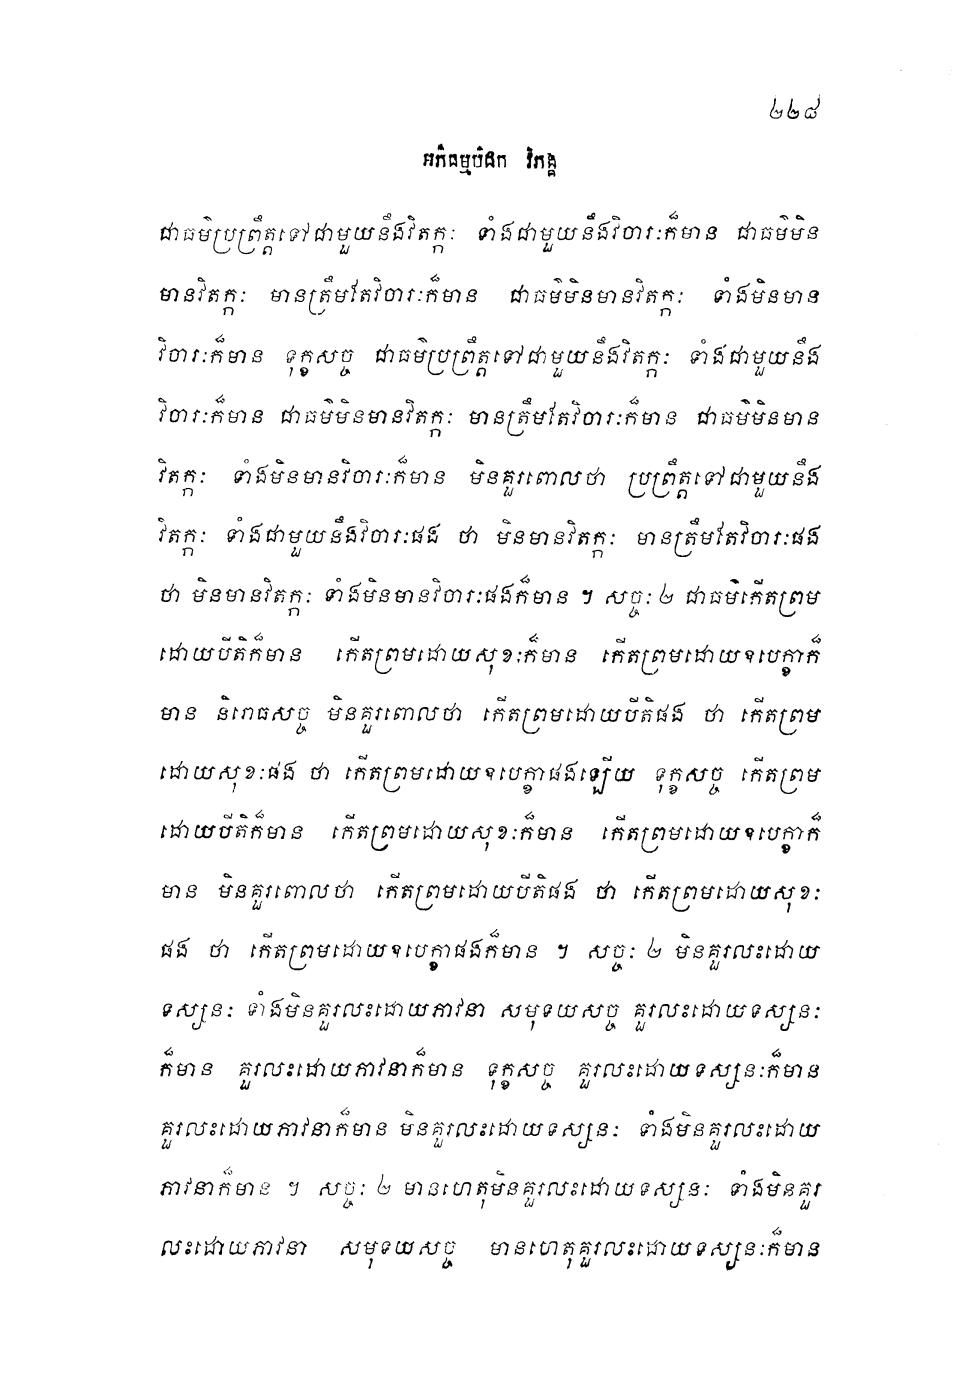 ២២៨
អភិធម្មបិដក វិភង្គ
ជាធម៌ប្រព្រឹត្តទៅជាមួយនឹងវិតក្កៈ ទាំងជាមួយនឹងវិចារៈក៏មាន ជាធម៌មិន
មានវិតក្កៈ មានត្រឹមតែវិចារៈក៏មាន ជាធម៌មិនមានវិតក្កៈ ទាំងមិនមាន
វិចារៈក៏មាន ទុក្ខសច្ច ជាធម៌ប្រព្រឹត្តទៅជាមួយនឹងវិតក្កៈ ទាំងជាមួយនឹង
វិចារៈក៏មាន ជាធម៌មិនមានវិតក្កៈ មានត្រឹមតែវិចារៈក៏មាន ជាធម៌មិនមាន
វិតក្កៈ ទាំងមិនមានវិចារៈក៏មាន មិនគួរពោលថា ប្រព្រឹត្តទៅជាមួយនឹង
វិតក្កៈ ទាំងជាមួយនឹងវិចារៈផង ថា មិនមានវិតក្កៈ មានត្រឹមតែវិចារៈផង
ថា មិនមានវិតក្កៈ ទាំងមិនមានវិចារៈផងក៏មាន ។ សច្ចៈ ២ ជាធម៌កើតព្រម
ដោយបីតិក៏មាន កើតព្រមដោយសុខៈក៏មាន កើតព្រមដោយឧបេក្ខាក៏
មាន និរោធសច្ច មិនគួរពោលថា កើតព្រមដោយបីតិផង ថា កើតព្រម
ដោយសុខៈផង ថា កើតព្រមដោយឧបេក្ខាផងឡើយ ទុក្ខសច្ច កើតព្រម
ដោយបីតិក៏មាន កើតព្រមដោយសុខៈក៏មាន កើតព្រមដោយឧបេក្ខាក៏
មាន មិនគួរពោលថា កើតព្រមដោយបីតិផង ថា កើតព្រមដោយសុខៈ
ផង ថា កើតព្រមដោយឧបេក្ខាផងក៏មាន ។ សច្ចៈ ២ មិនគួរលះដោយ
ទស្សនៈ ទាំងមិនគួរលះដោយភាវនា សមុទយសច្ច គួរលះដោយទស្សនៈ
ក៏មាន គួរលះដោយភាវនាក៏មាន ទុក្ខសច្ច គួរលះដោយទស្សនៈក៏មាន
គួរលះដោយភាវនាក៏មាន មិនគួរលះដោយទស្សនៈ ទាំងមិនគួរលះដោយ
ភាវនាក៏មាន ។ សច្ចៈ ២ មានហេតុមិនគួរលះដោយទស្សនៈ ទាំងមិនគួរ
លះដោយភាវនា សមុទយសច្ច មានហេតុគួរលះដោយទស្សនៈក៏មាន